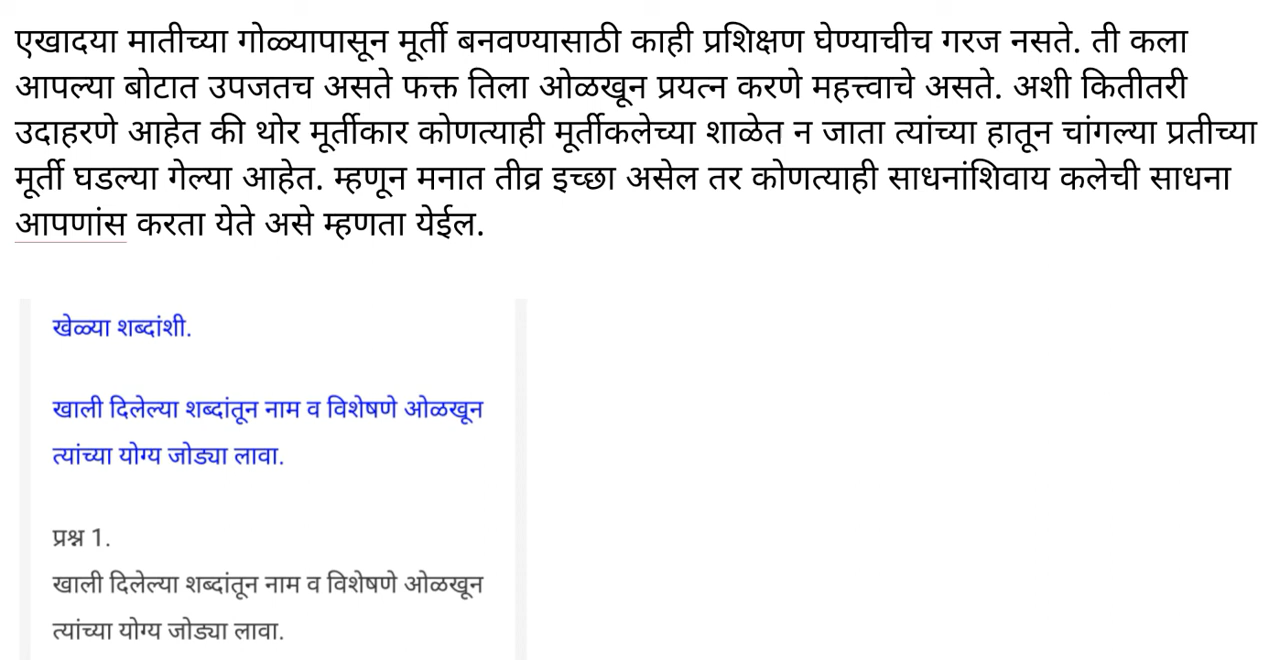 एखादया मातीच्या गोळ्यापासून मूर्ती बनवण्यासाठी काही प्रशिक्षण घेण्याचीच गरज नसते. ती कला
आपल्या बोटात उपजतच असते फक्त तिला ओळखून प्रयत्न करणे महत्त्वाचे असते. अशी कितीतरी
उदाहरणे आहेत की थोर मूर्तीकार कोणत्याही मूर्तीकलेच्या शाळेत न जाता त्यांच्या हातून चांगल्या प्रतीच्या
मूर्ती घडल्या गेल्या आहेत. म्हणून मनात तीव्र इच्छा असेल तर कोणत्याही साधनांशिवाय कलेची साधना
आपणांस करता येते असे म्हणता येईल.
खेळ्या शब्दांशी.
खाली दिलेल्या शब्दांतून नाम व विशेषणे ओळखून
त्यांच्या योग्य जोड्या लावा.
प्रश्न 1.
खाली दिलेल्या शब्दांतून नाम व विशेषणे ओळखून
त्यांच्या योग्य जोड्या लावा.